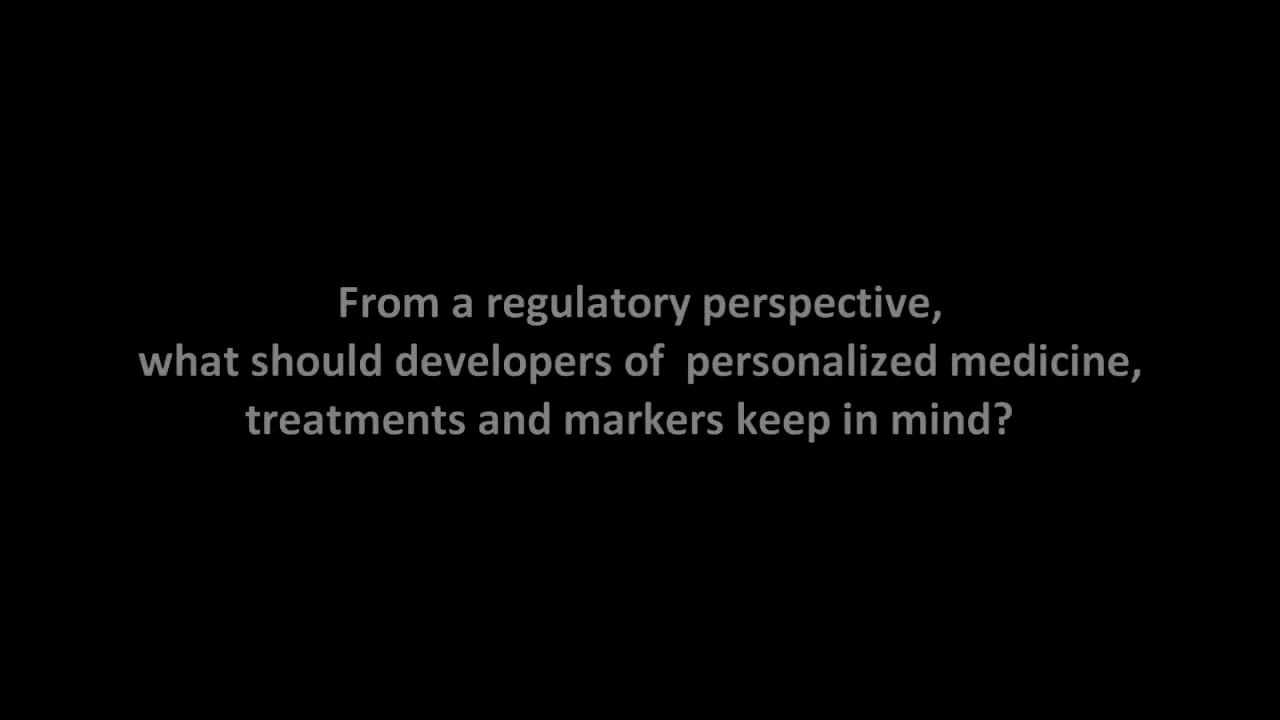 From a regulatory perspective,
what should developers of  personalized medicine,
treatments and markers keep in mind?